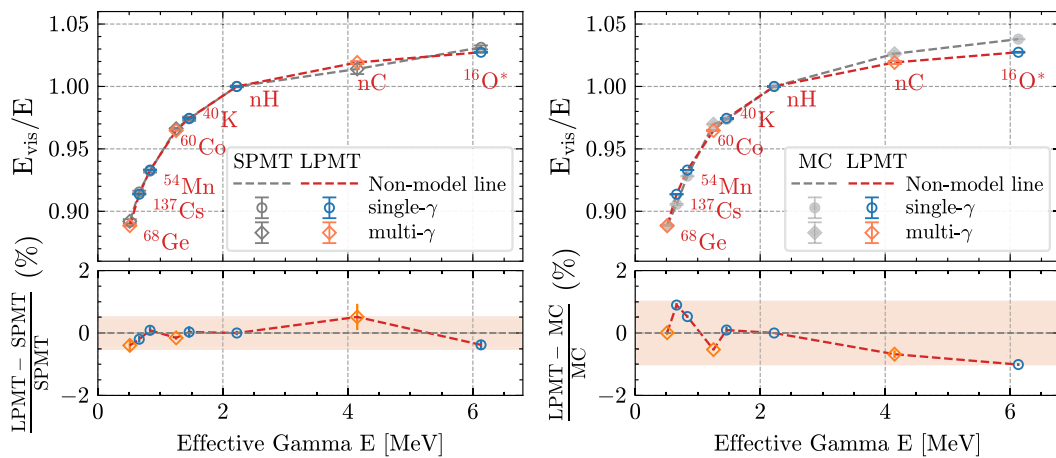 1.05
1.00
0.95
0.90
E_vis/E
nH
nC
¹⁶O*
⁴⁰K
⁶⁰Co
⁵⁴Mn
¹³⁷Cs
⁶⁸Ge
SPMT LPMT
Non-model line
single-γ
multi-γ
2
0
−2
LPMT − SPMT
SPMT
(%)
0 2 4 6
Effective Gamma E [MeV]
1.05
1.00
0.95
0.90
E_vis/E
nH
nC
¹⁶O*
⁴⁰K
⁶⁰Co
⁵⁴Mn
¹³⁷Cs
⁶⁸Ge
MC LPMT
Non-model line
single-γ
multi-γ
2
0
−2
LPMT − MC
MC
(%)
0 2 4 6
Effective Gamma E [MeV]